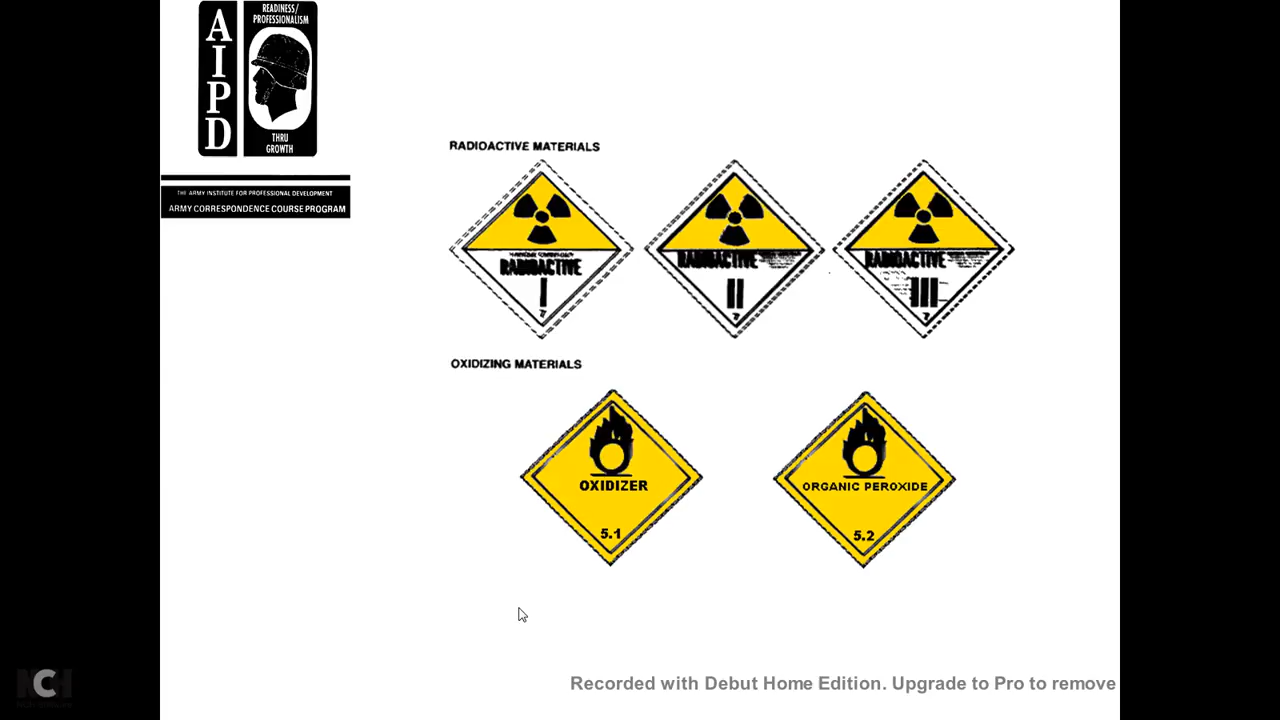 A
I
P
D
READINESS/
PROFESSIONALISM
THRU
GROWTH
THE ARMY INSTITUTE FOR PROFESSIONAL DEVELOPMENT
ARMY CORRESPONDENCE COURSE PROGRAM
RADIOACTIVE MATERIALS
RADIOACTIVE
I
7
RADIOACTIVE
II
7
RADIOACTIVE
III
7
OXIDIZING MATERIALS
OXIDIZER
5.1
ORGANIC PEROXIDE
5.2
Recorded with Debut Home Edition. Upgrade to Pro to remove
NCH